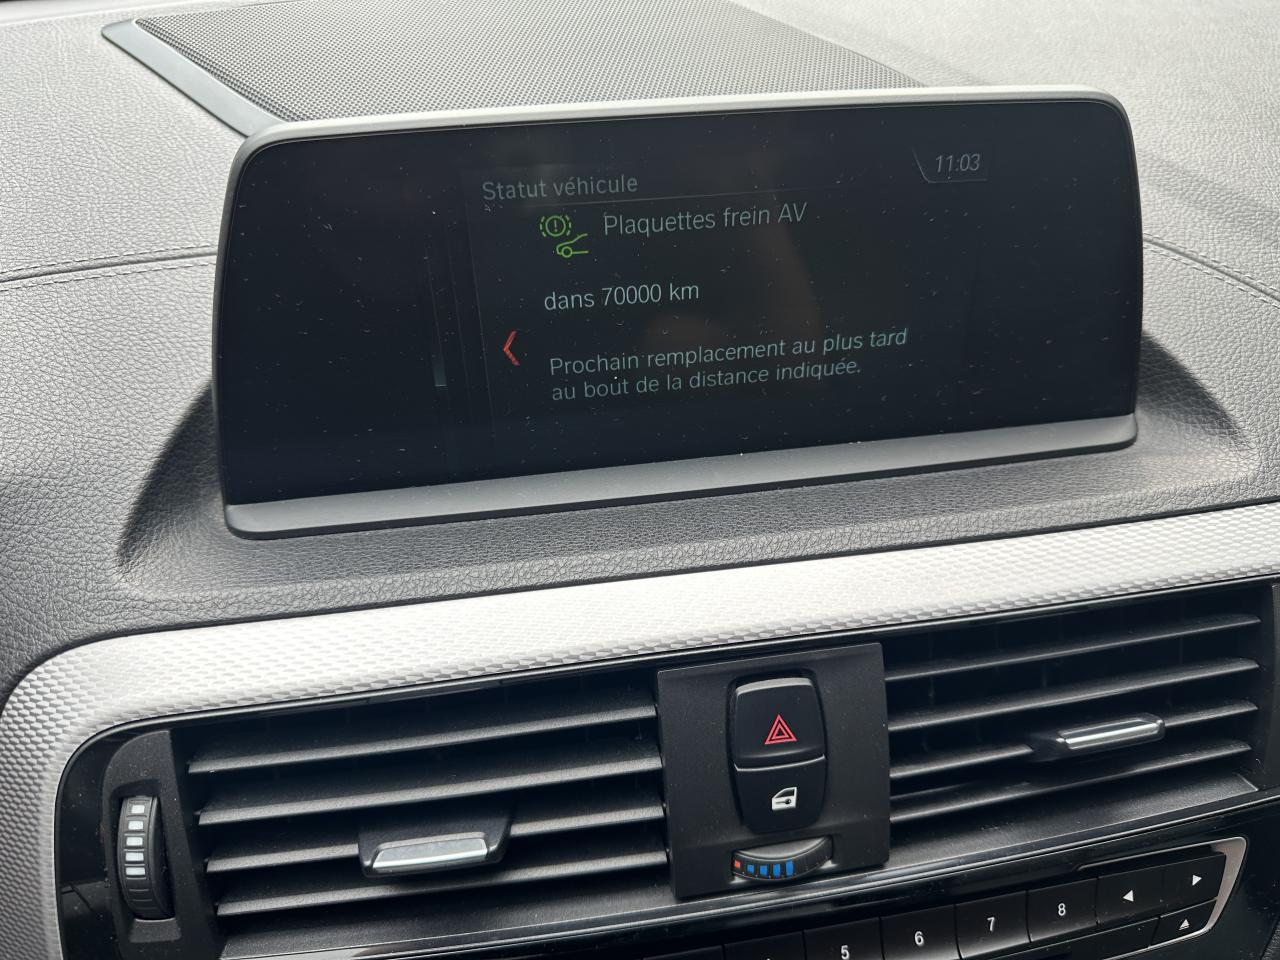 11:03
Statut véhicule
Plaquettes frein AV
dans 70000 km
Prochain remplacement au plus tard
au bout de la distance indiquée.
5 6 7 8